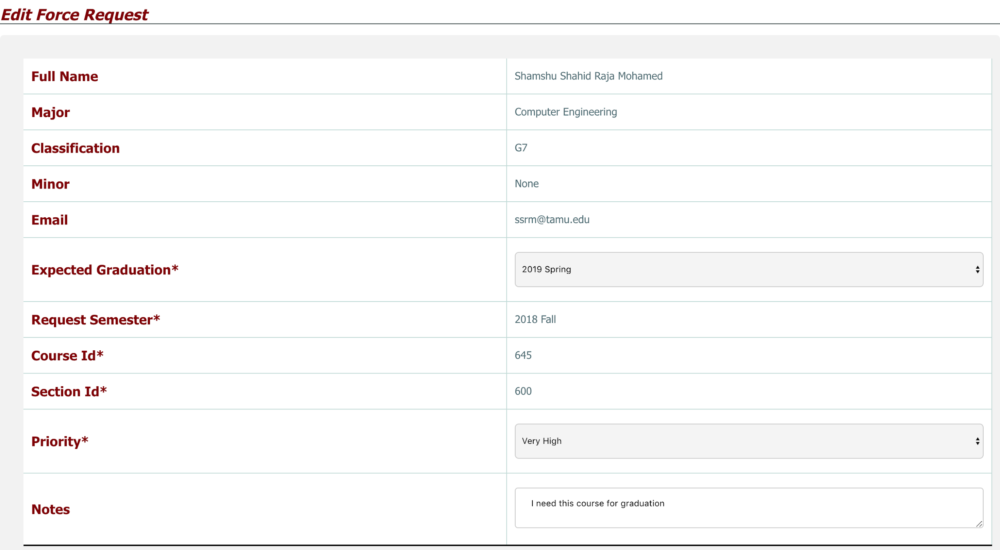 Edit Force Request
Full Name Shamshu Shahid Raja Mohamed
Major Computer Engineering
Classification G7
Minor None
Email ssrm@tamu.edu
Expected Graduation* 2019 Spring
Request Semester* 2018 Fall
Course Id* 645
Section Id* 600
Priority* Very High
Notes I need this course for graduation